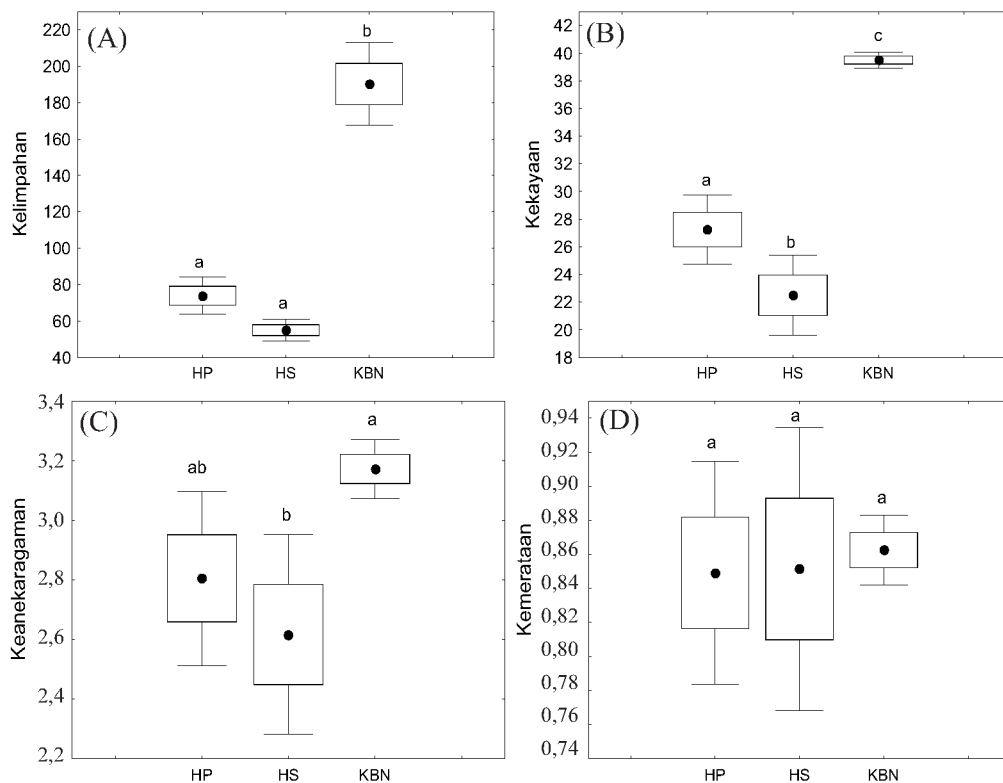 (A)
Kelimpahan
220
200
180
160
140
120
100
80
60
40
a
a
b
HP HS KBN
(B)
Kekayaan
42
40
38
36
34
32
30
28
26
24
22
20
18
a
b
c
HP HS KBN
(C)
Keanekaragaman
3,4
3,2
3,0
2,8
2,6
2,4
2,2
ab
b
a
HP HS KBN
(D)
Kemerataan
0,94
0,92
0,90
0,88
0,86
0,84
0,82
0,80
0,78
0,76
0,74
a
a
a
HP HS KBN